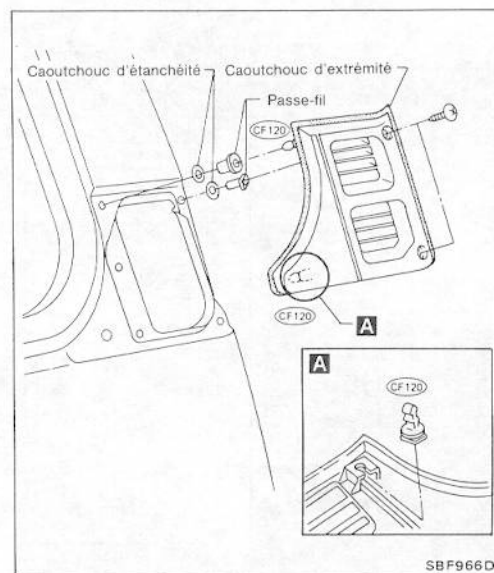 Caoutchouc d'étanchéité
Caoutchouc d'extrémité
Passe-fil
CF120
CF120
A
A
CF120
SBF966D